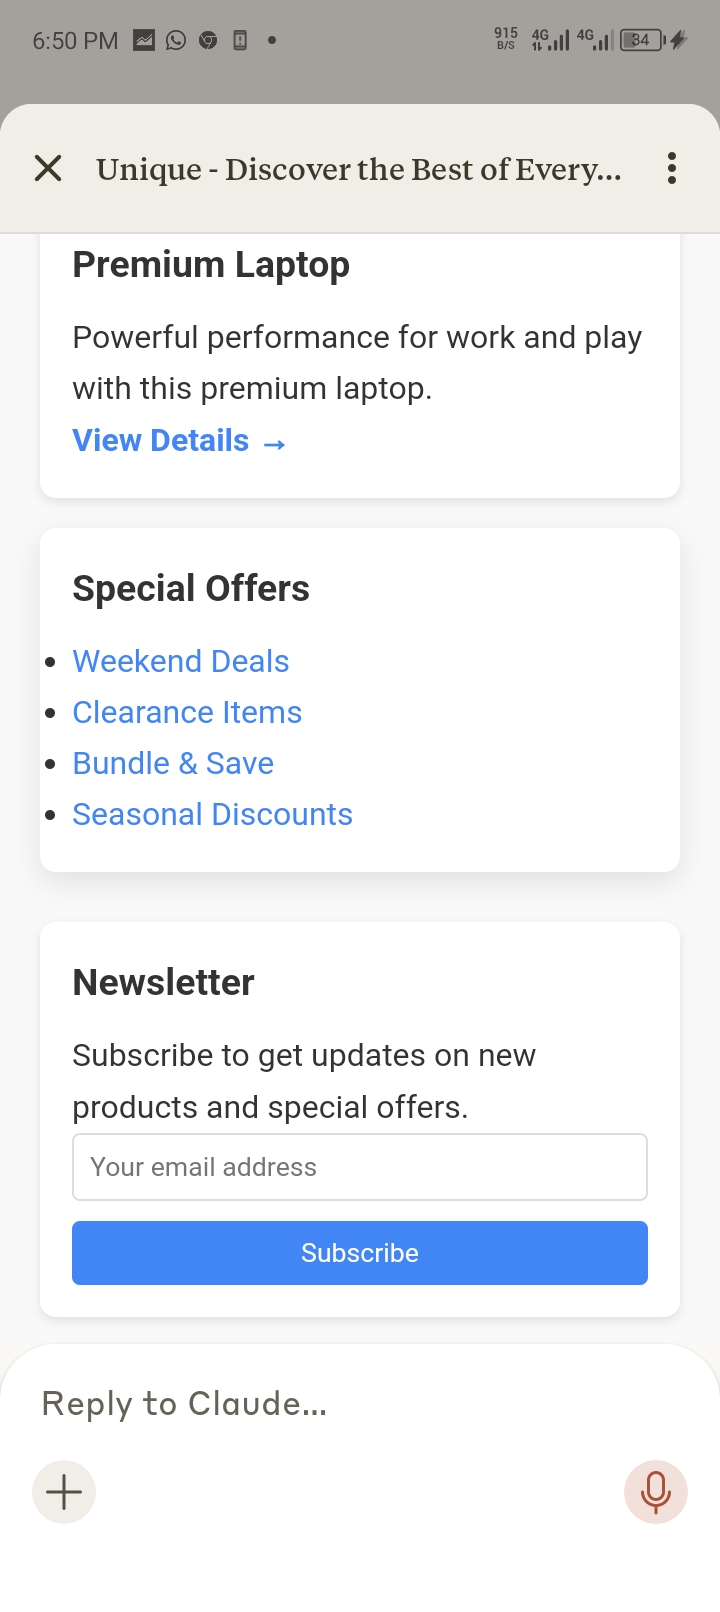 6:50 PM
915
B/S
4G
4G
34
Unique - Discover the Best of Every...
Premium Laptop
Powerful performance for work and play
with this premium laptop.
View Details →
Special Offers
• Weekend Deals
• Clearance Items
• Bundle & Save
• Seasonal Discounts
Newsletter
Subscribe to get updates on new
products and special offers.
Your email address
Subscribe
Reply to Claude...